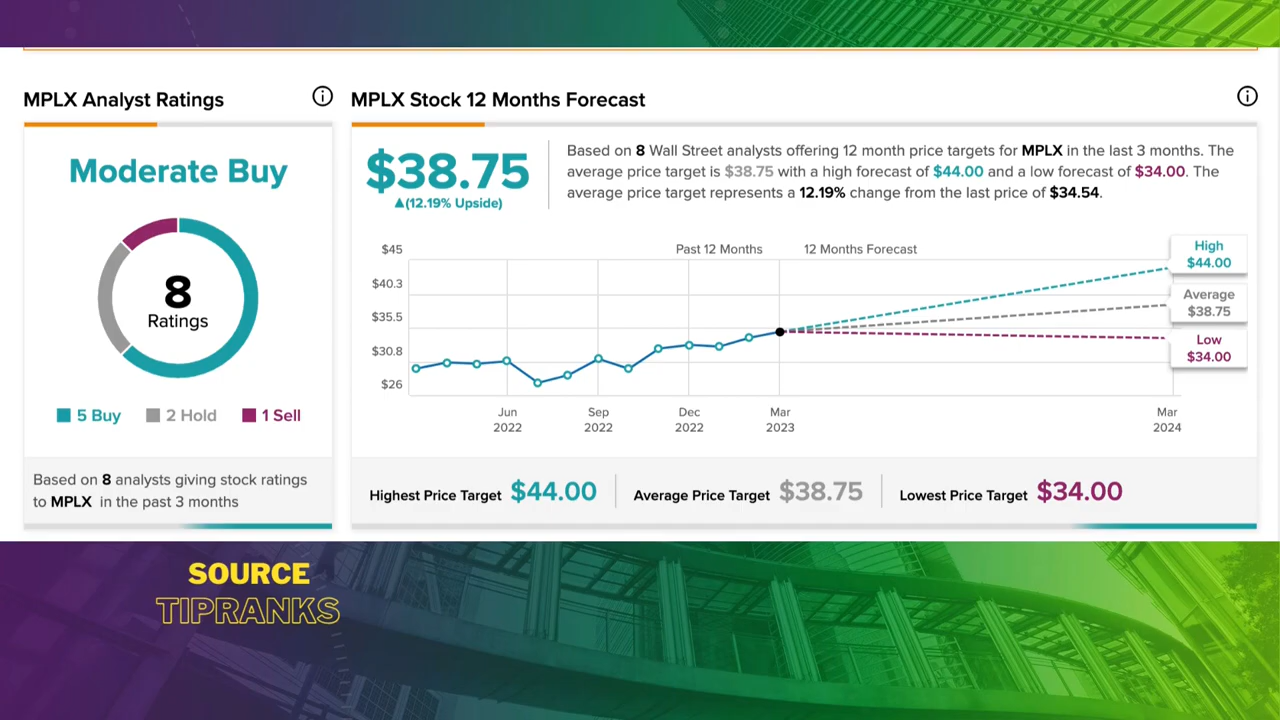 MPLX Analyst Ratings
Moderate Buy
8
Ratings
5 Buy 2 Hold 1 Sell
Based on 8 analysts giving stock ratings
to MPLX in the past 3 months
MPLX Stock 12 Months Forecast
$38.75
▲(12.19% Upside)
Based on 8 Wall Street analysts offering 12 month price targets for MPLX in the last 3 months. The
average price target is $38.75 with a high forecast of $44.00 and a low forecast of $34.00. The
average price target represents a 12.19% change from the last price of $34.54.
Past 12 Months 12 Months Forecast
$45
$40.3
$35.5
$30.8
$26
High
$44.00
Average
$38.75
Low
$34.00
Jun
2022
Sep
2022
Dec
2022
Mar
2023
Mar
2024
Highest Price Target $44.00
Average Price Target $38.75
Lowest Price Target $34.00
SOURCE
TIPRANKS